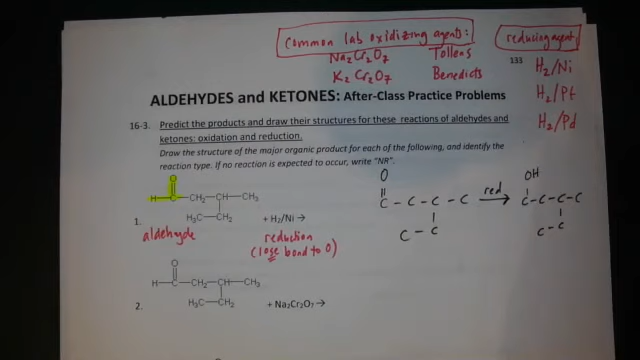 Common lab oxidizing agents:
Na2Cr2O7 Tollens
K2Cr2O7 Benedicts
reducing agents
133
H2/Ni
H2/Pt
H2/Pd
ALDEHYDES and KETONES: After-Class Practice Problems
16-3. Predict the products and draw their structures for these reactions of aldehydes and
ketones: oxidation and reduction.
Draw the structure of the major organic product for each of the following, and identify the
reaction type. If no reaction is expected to occur, write "NR".
O
H-C-CH2-CH-CH3
H3C-CH2
1. + H2/Ni →
aldehyde
reduction
(lose bond to O)
O
C - C - C - C
C - C
red
OH
C-C-C-C
C - C
O
H-C-CH2-CH-CH3
H3C-CH2
2. + Na2Cr2O7→